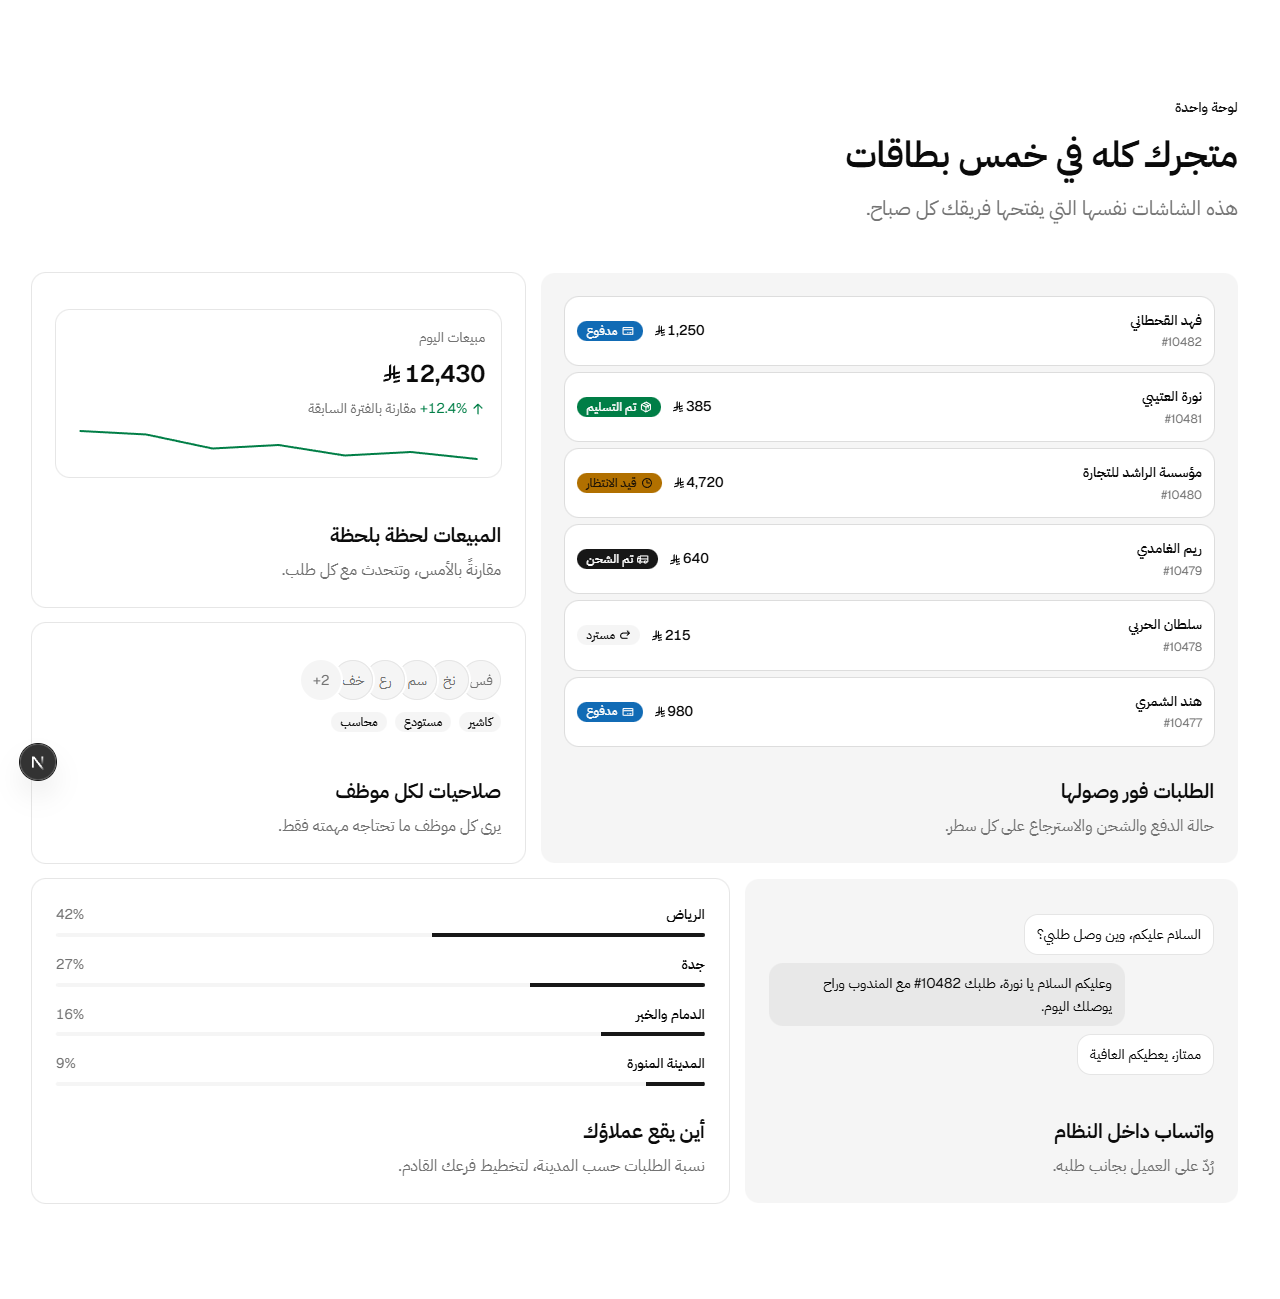 لوحة واحدة
متجرك كله في خمس بطاقات
هذه الشاشات نفسها التي يفتحها فريقك كل صباح.
فهد القحطاني
#10482
1,250
مدفوع
نورة العتيبي
#10481
385
تم التسليم
مؤسسة الراشد للتجارة
#10480
4,720
قيد الانتظار
ريم الغامدي
#10479
640
تم الشحن
سلطان الحربي
#10478
215
مسترد
هند الشمري
#10477
980
مدفوع
الطلبات فور وصولها
حالة الدفع والشحن والاسترجاع على كل سطر.
مبيعات اليوم
12,430
+12.4% مقارنة بالفترة السابقة
المبيعات لحظة بلحظة
مقارنةً بالأمس، وتتحدث مع كل طلب.
فس
نخ
سم
رع
خف
+2
كاشير
مستودع
محاسب
صلاحيات لكل موظف
يرى كل موظف ما تحتاجه مهمته فقط.
السلام عليكم، وين وصل طلبي؟
وعليكم السلام يا نورة، طلبك #10482 مع المندوب وراح
يوصلك اليوم.
ممتاز، يعطيكم العافية
واتساب داخل النظام
رُدّ على العميل بجانب طلبه.
الرياض
42%
جدة
27%
الدمام والخبر
16%
المدينة المنورة
9%
أين يقع عملاؤك
نسبة الطلبات حسب المدينة، لتخطيط فرعك القادم.